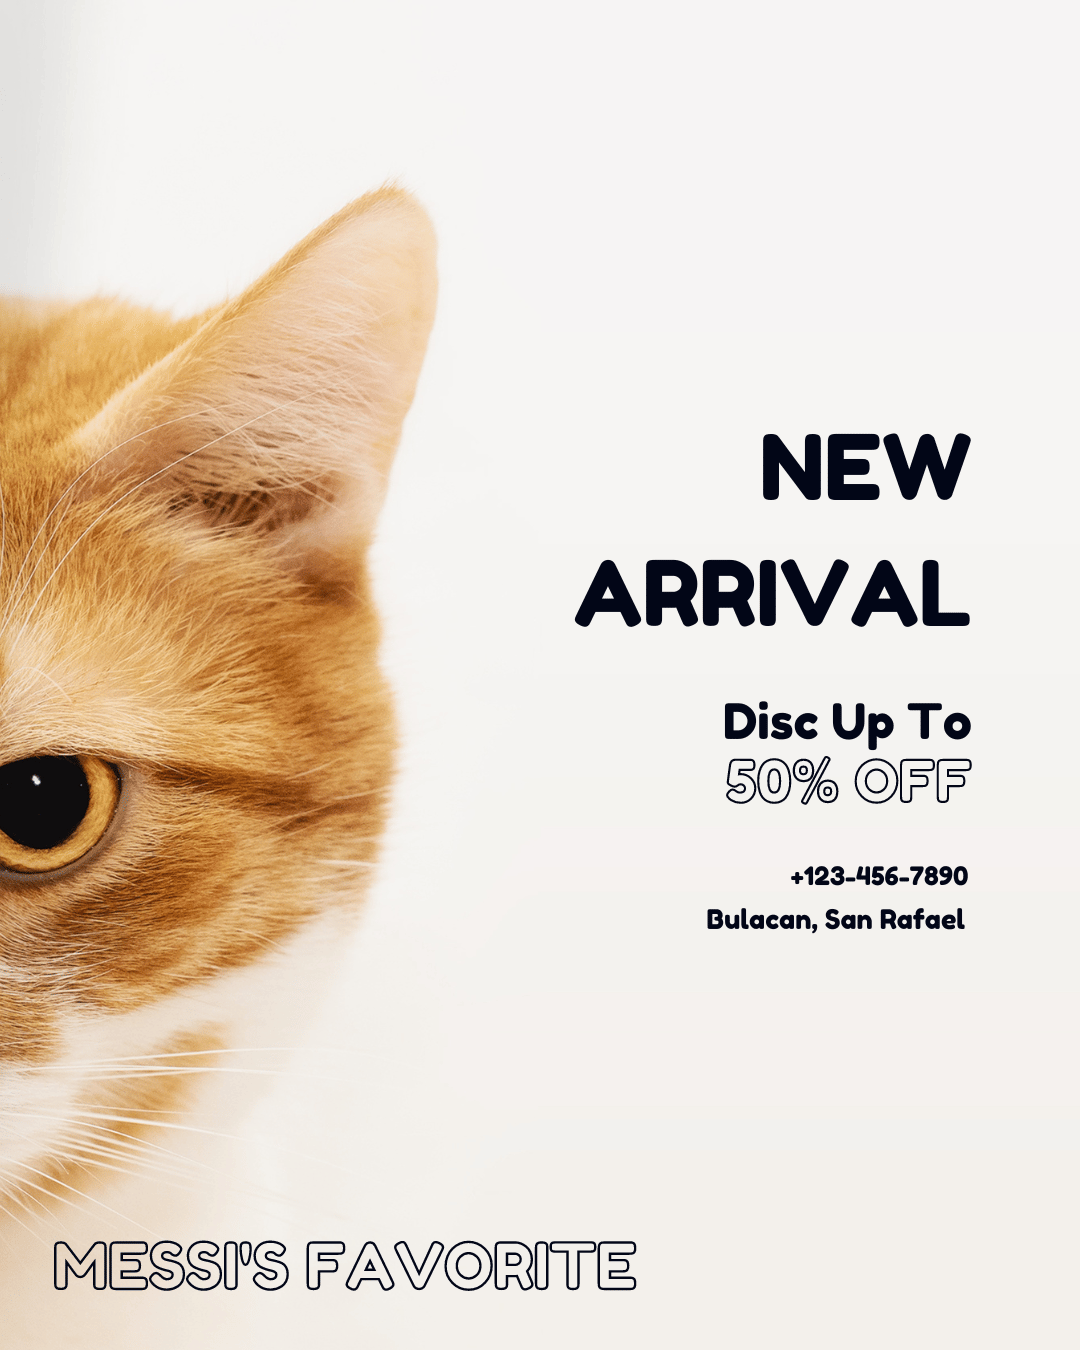 NEW
ARRIVAL
Disc Up To
50% OFF
+123-456-7890
Bulacan, San Rafael
MESSI'S FAVORITE